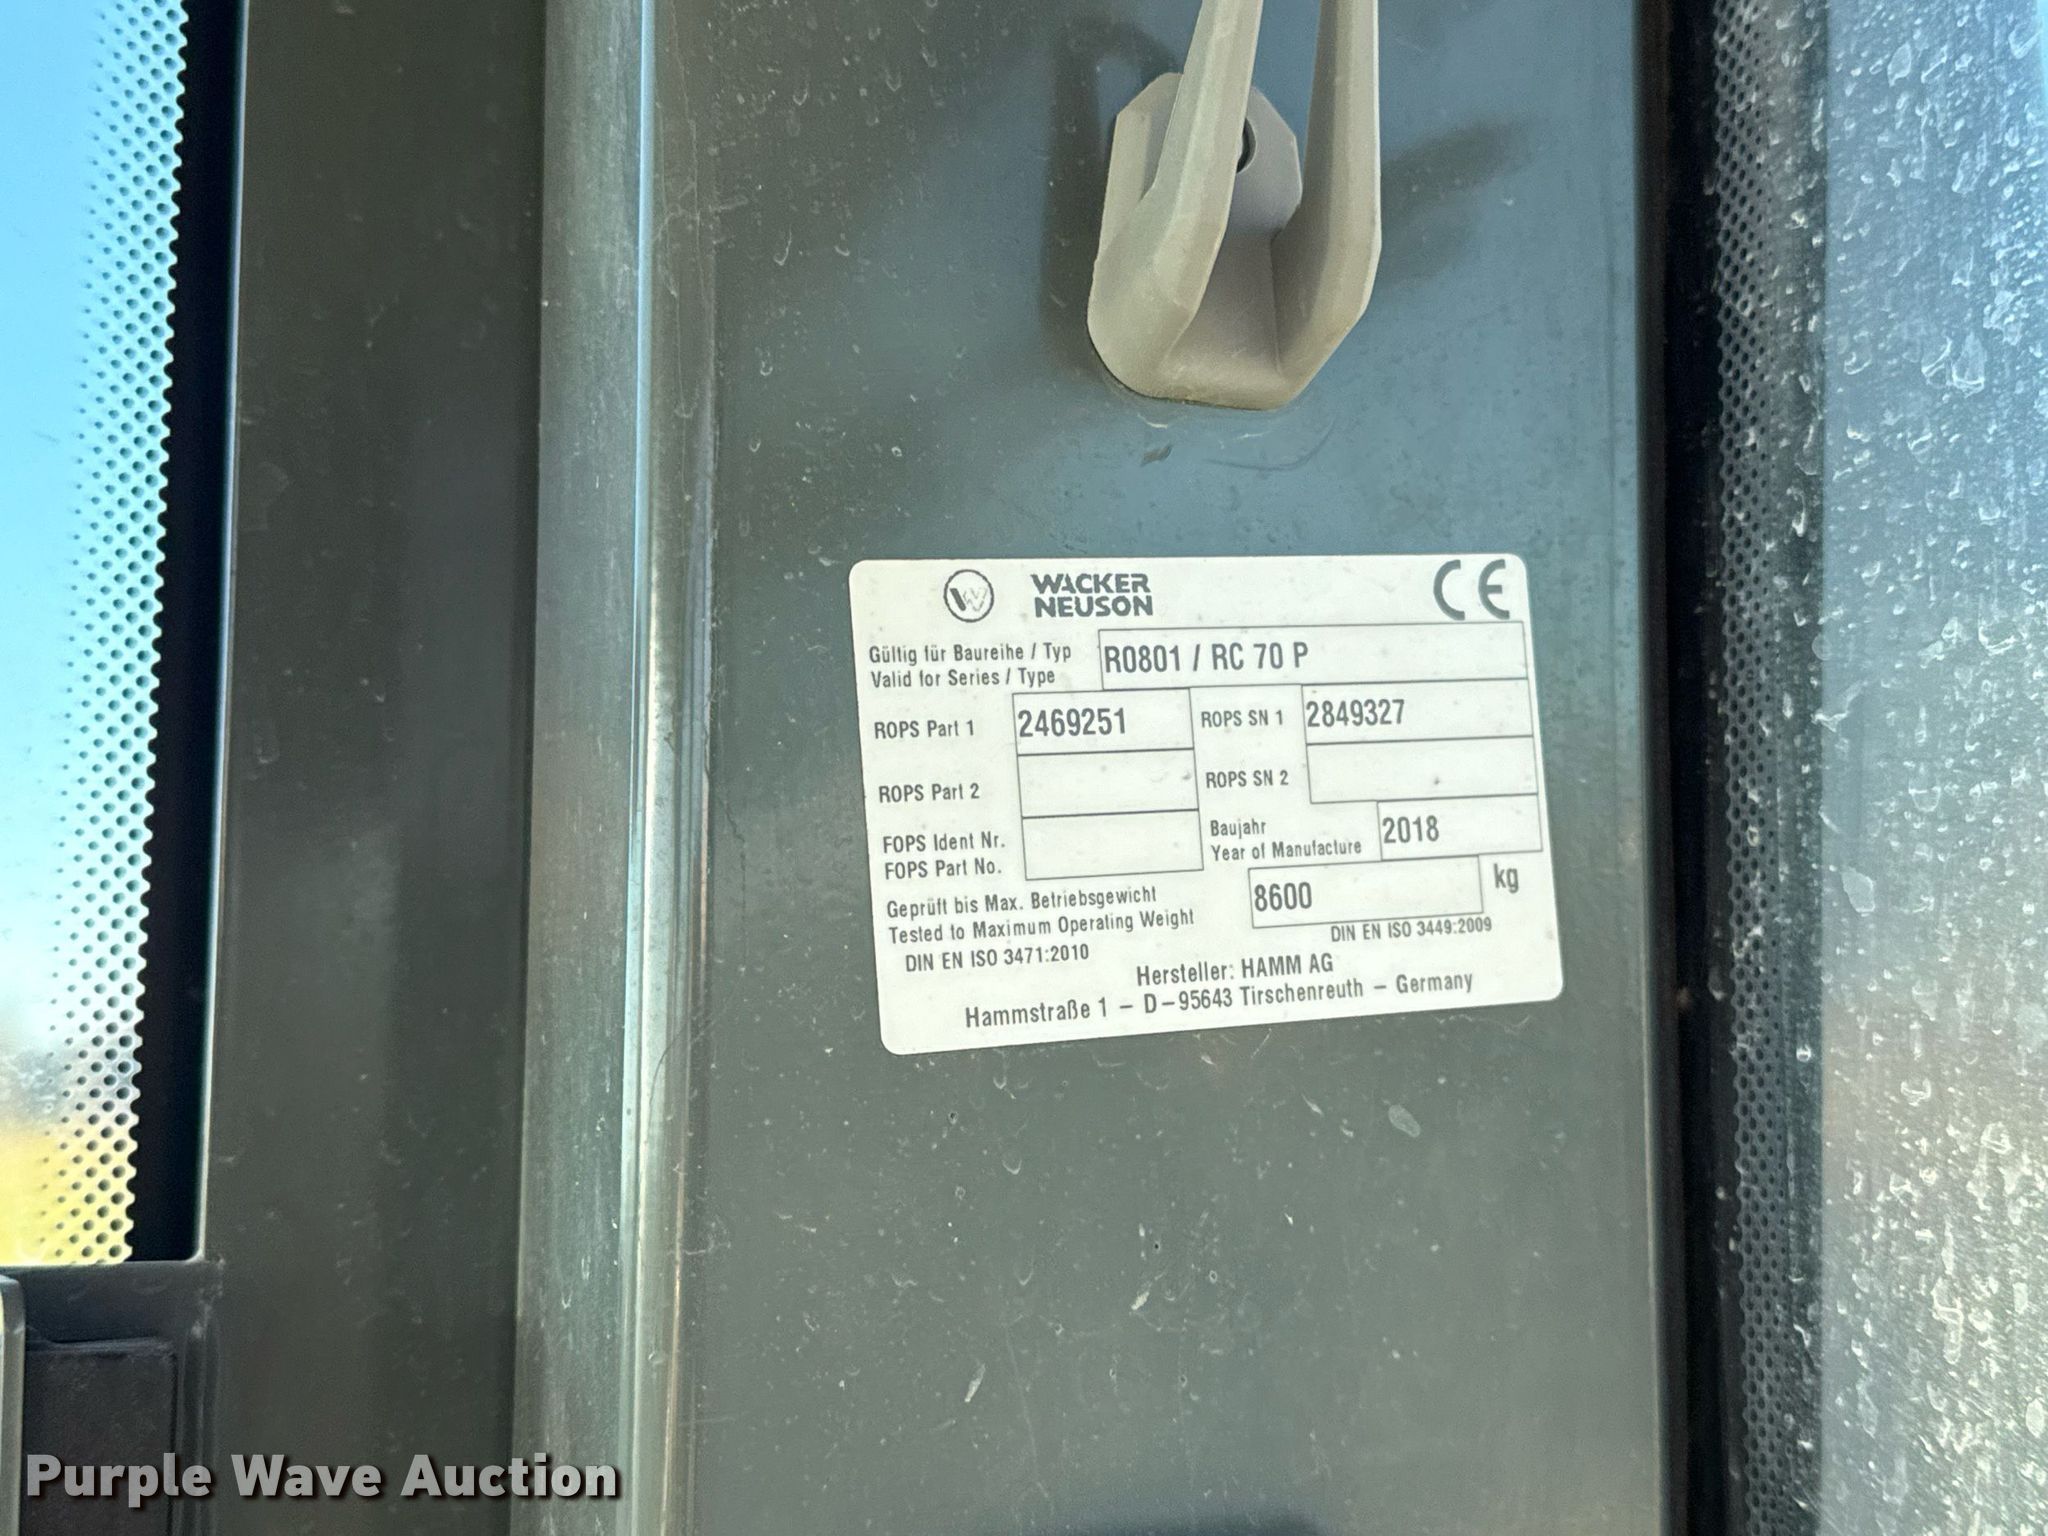 WACKER
NEUSON
CE
Gültig für Baureihe / Typ
Valid for Series / Type
R0801 / RC 70 P
ROPS Part 1
2469251
ROPS SN 1
2849327
ROPS Part 2
ROPS SN 2
FOPS Ident Nr.
FOPS Part No.
Baujahr
Year of Manufacture
2018
Geprüft bis Max. Betriebsgewicht
Tested to Maximum Operating Weight
8600
kg
DIN EN ISO 3471:2010
DIN EN ISO 3449:2009
Hersteller: HAMM AG
Hammstraße 1 – D–95643 Tirschenreuth – Germany
Purple Wave Auction